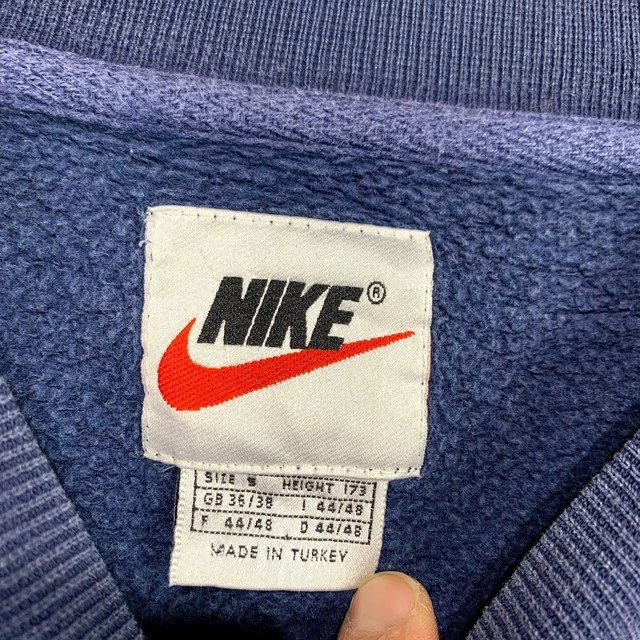 NIKE®
SIZE S HEIGHT 173
GB 36/38 I 44/48
F 44/48 D 44/48
MADE IN TURKEY